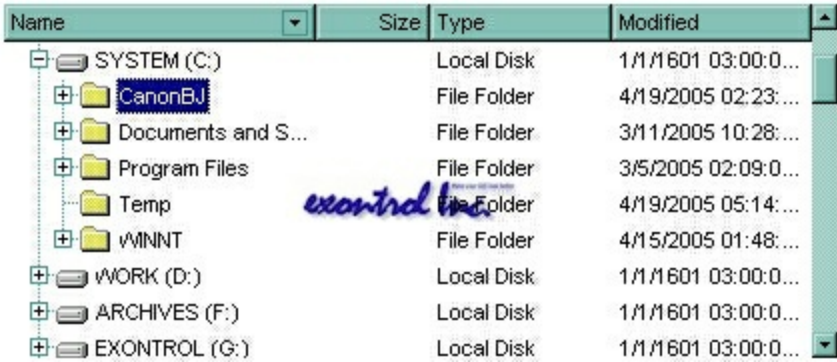 Name Size Type Modified
SYSTEM (C:) Local Disk 1/1/1601 03:00:0...
CanonBJ File Folder 4/19/2005 02:23:...
Documents and S... File Folder 3/11/2005 10:28:...
Program Files File Folder 3/5/2005 02:09:0...
exontrol Inc.
Temp File Folder 4/19/2005 05:14:...
WINNT File Folder 4/15/2005 01:48:...
WORK (D:) Local Disk 1/1/1601 03:00:0...
ARCHIVES (F:) Local Disk 1/1/1601 03:00:0...
EXONTROL (G:) Local Disk 1/1/1601 03:00:0...